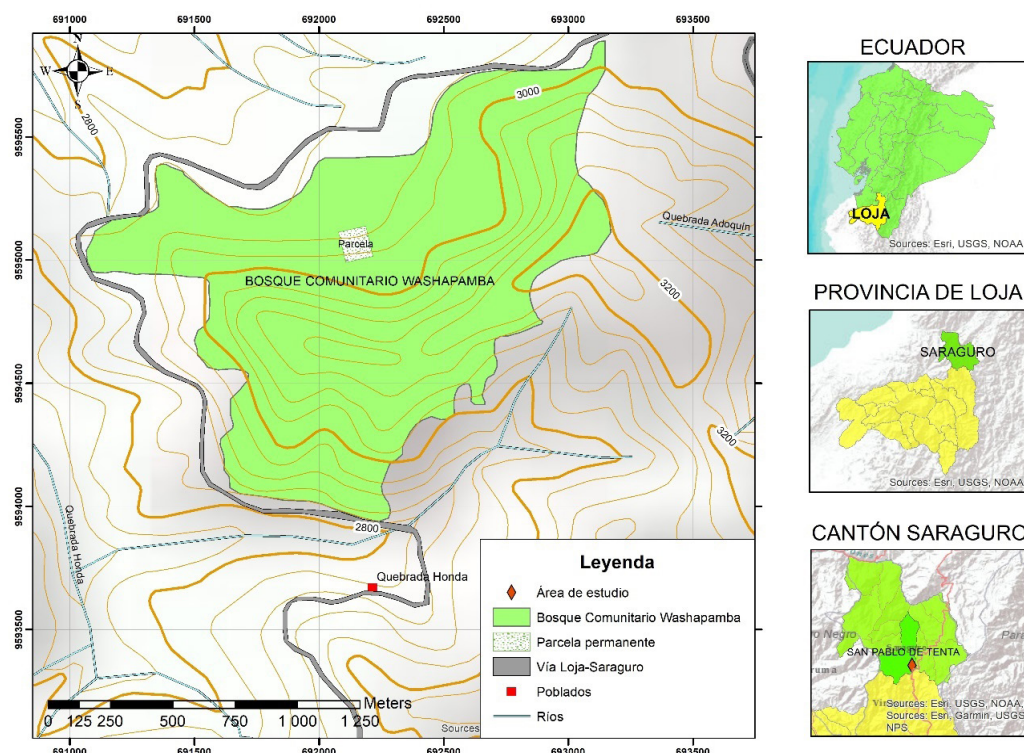 691000 691500 692000 692500 693000 693500
N
W E
S
2800
3000
9595500
Parcela
Quebrada Adoquín
9595000
BOSQUE COMUNITARIO WASHAPAMBA
3200
9594500
3200
9594000
2800
Quebrada Honda
Quebrada Honda
9593500
Meters
0 125 250 500 750 1 000 1 250
Sources
691000 691500 692000 692500 693000 693500
Leyenda
Área de estudio
Bosque Comunitario Washapamba
Parcela permanente
Vía Loja-Saraguro
Poblados
Ríos
ECUADOR
LOJA
Sources: Esri, USGS, NOAA
PROVINCIA DE LOJA
SARAGURO
Sources: Esri, USGS, NOAA
CANTÓN SARAGURO
o Negro
Par
SAN PABLO DE TENTA
ruma
Sources: Esri, USGS, NOAA,
Sources: Esri, Garmin, USGS,
NPS